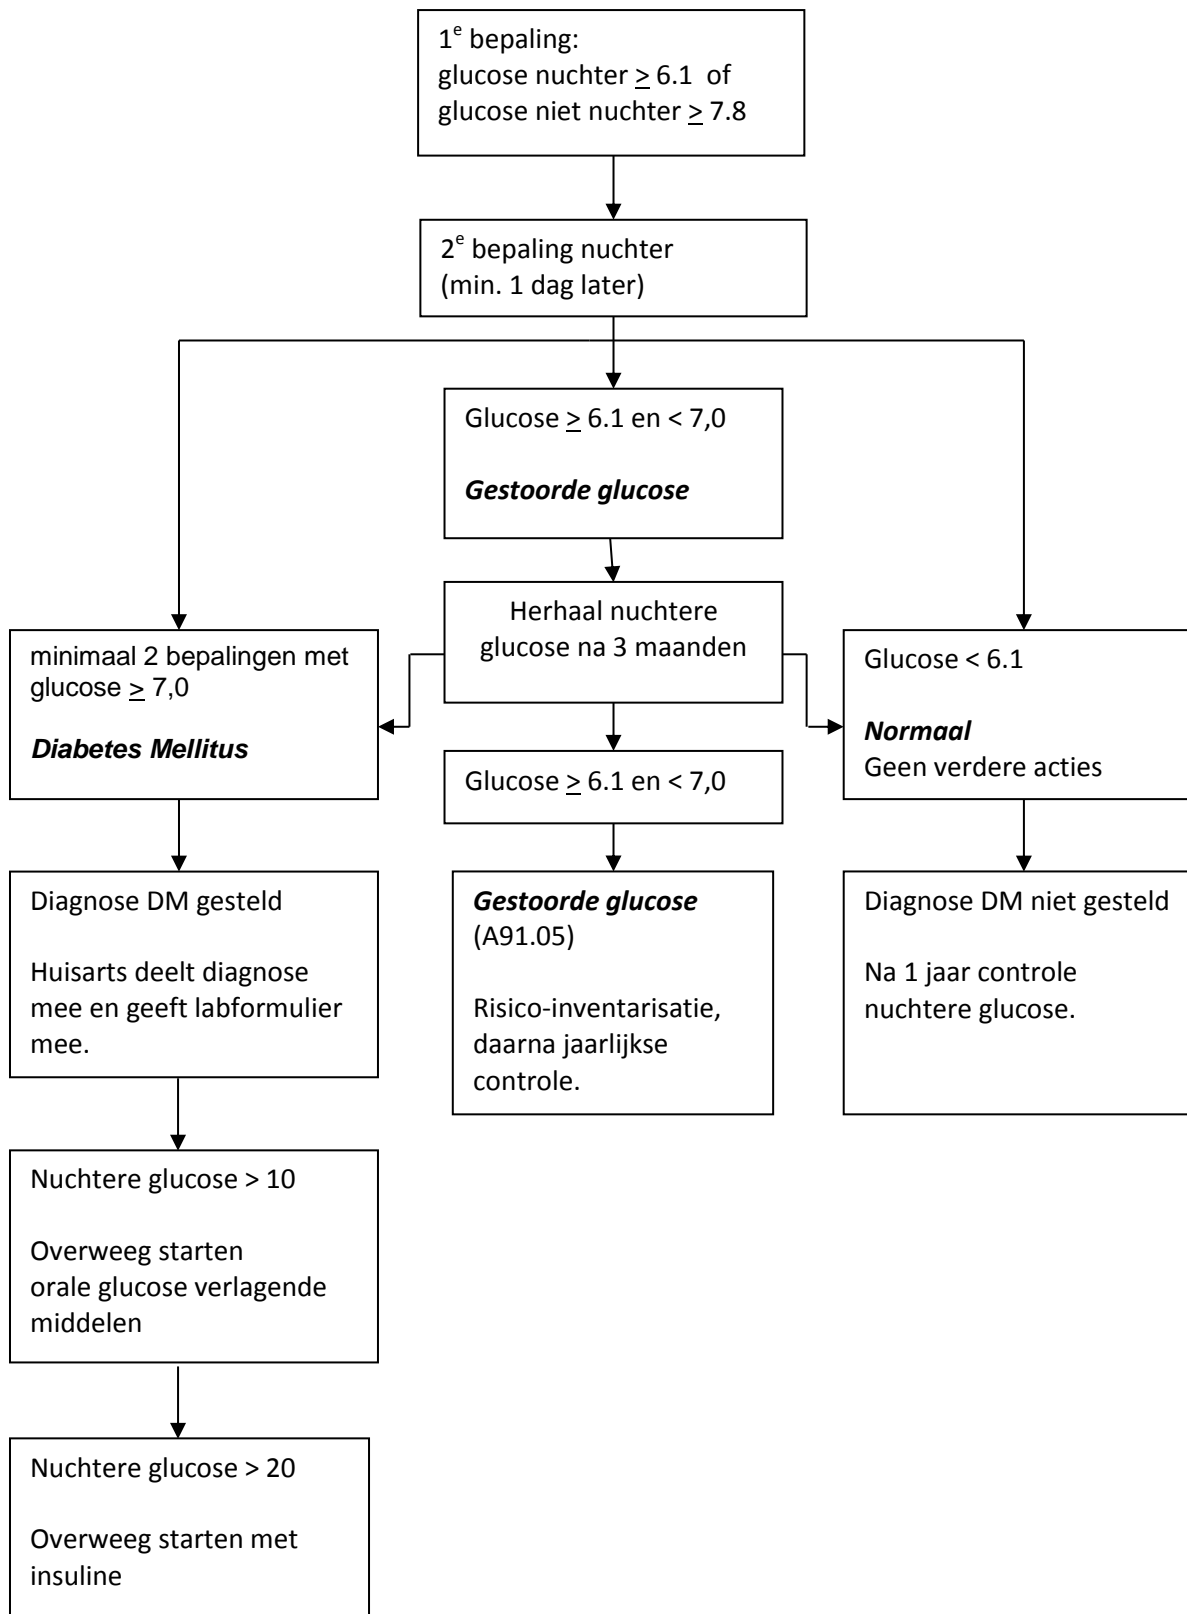 1e bepaling:
glucose nuchter ≥ 6.1 of
glucose niet nuchter ≥ 7.8
2e bepaling nuchter
(min. 1 dag later)
Glucose ≥ 6.1 en < 7,0
Gestoorde glucose
Herhaal nuchtere
glucose na 3 maanden
minimaal 2 bepalingen met
glucose ≥ 7,0
Diabetes Mellitus
Glucose < 6.1
Normaal
Geen verdere acties
Glucose ≥ 6.1 en < 7,0
Diagnose DM gesteld
Huisarts deelt diagnose
mee en geeft labformulier
mee.
Gestoorde glucose
(A91.05)
Risico-inventarisatie,
daarna jaarlijkse
controle.
Diagnose DM niet gesteld
Na 1 jaar controle
nuchtere glucose.
Nuchtere glucose > 10
Overweeg starten
orale glucose verlagende
middelen
Nuchtere glucose > 20
Overweeg starten met
insuline